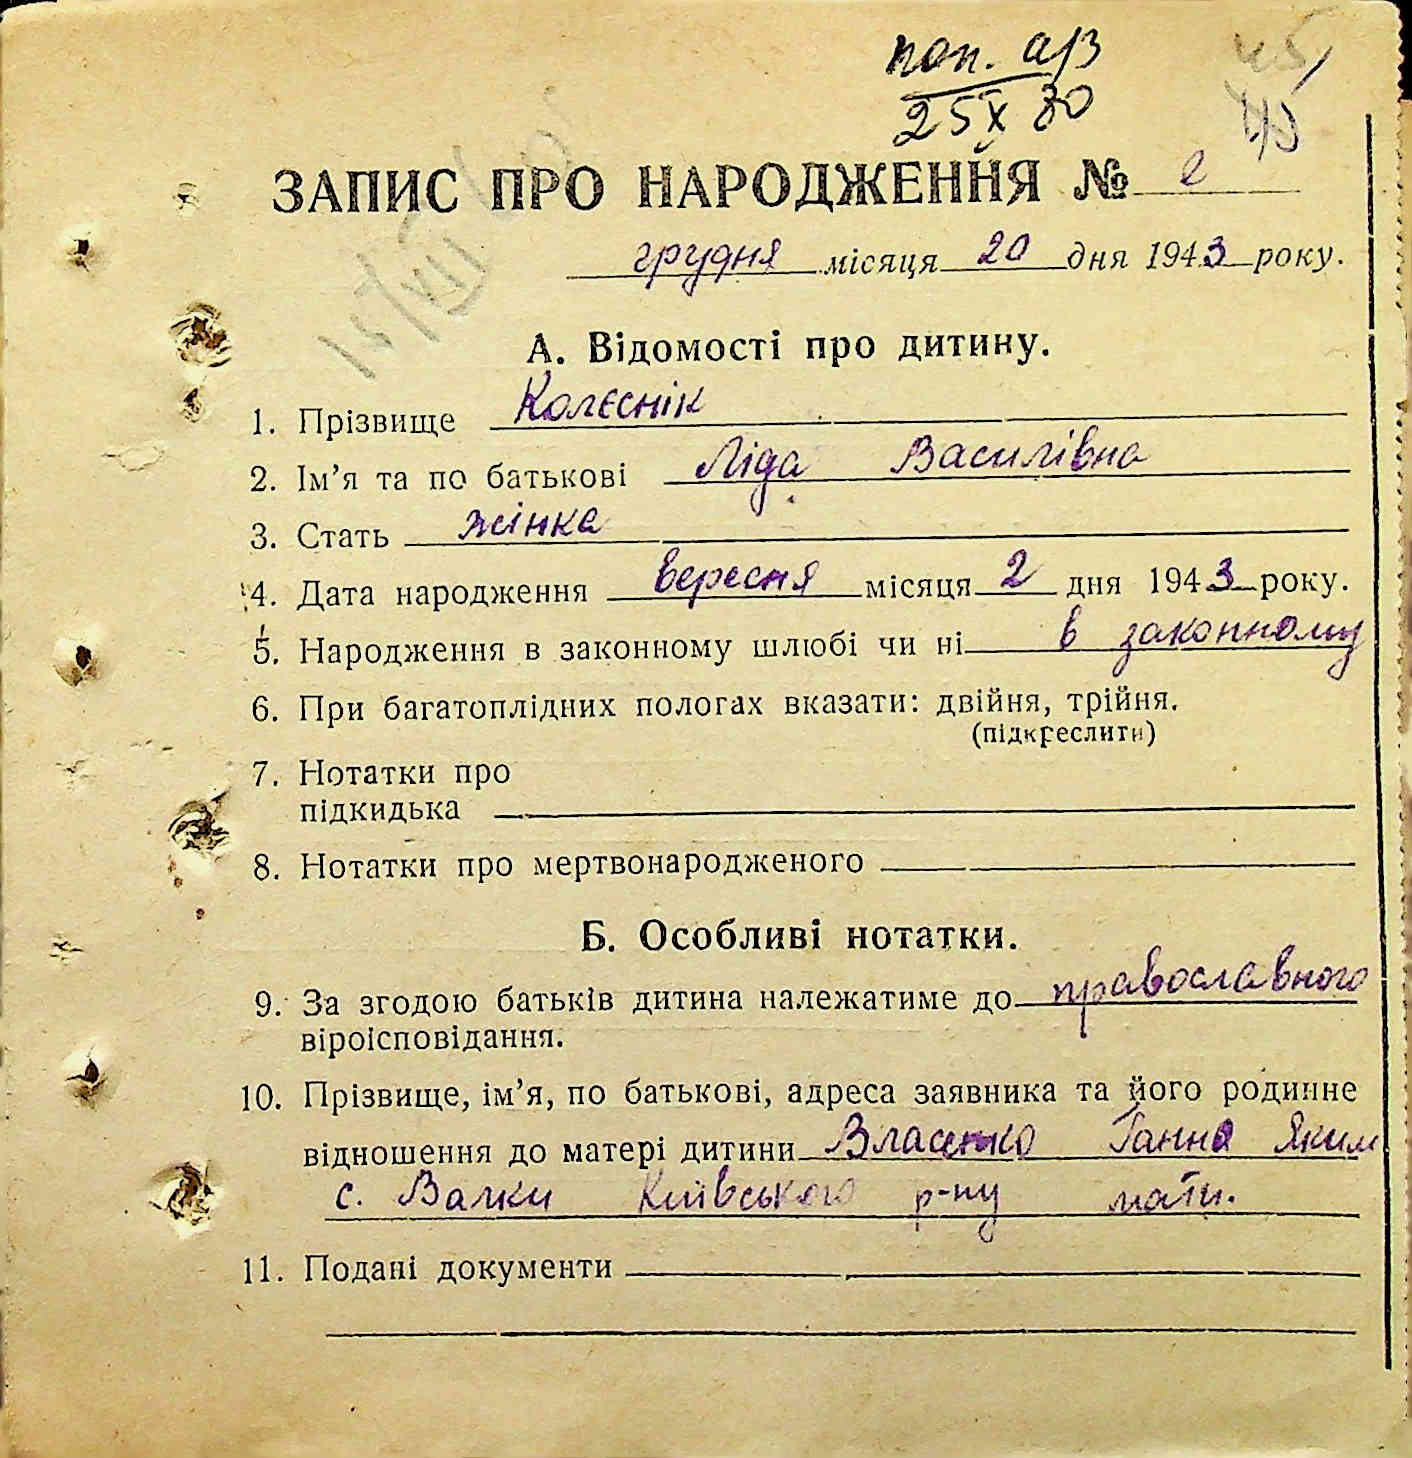 поп. а/з
25 X 80
ЗАПИС ПРО НАРОДЖЕННЯ № 2
грудня місяця 20 дня 1943 року.
А. Відомості про дитину.
1. Прізвище Колєснік
2. Ім’я та по батькові Ліда Василівна
3. Стать жінка
4. Дата народження вересня місяця 2 дня 1943 року.
5. Народження в законному шлюбі чи ні в законному
6. При багатоплідних пологах вказати: двійня, трійня.
(підкреслити)
7. Нотатки про
підкидька
8. Нотатки про мертвонародженого
Б. Особливі нотатки.
9. За згодою батьків дитина належатиме до православного
віроісповідання.
10. Прізвище, ім’я, по батькові, адреса заявника та його родинне
відношення до матері дитини Власенко Ганна Яким
с. Валки Київського р-ну мати.
11. Подані документи